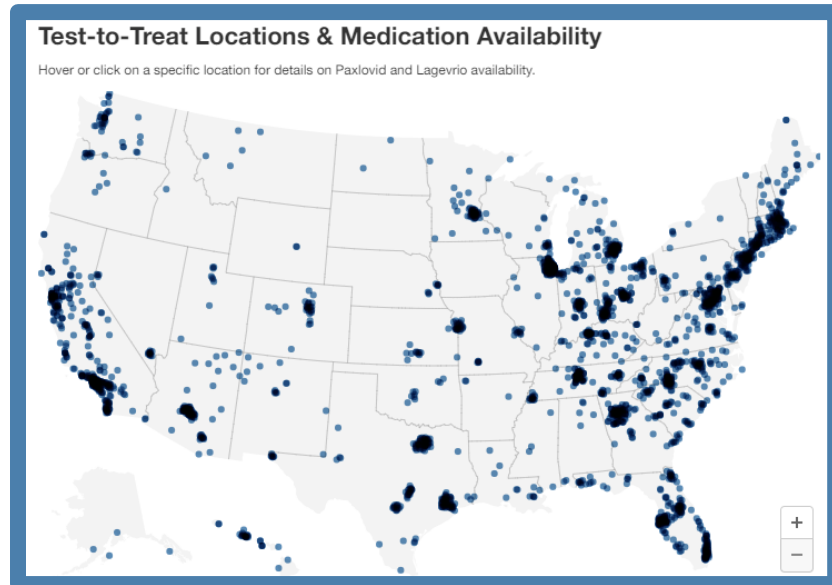 Test-to-Treat Locations & Medication Availability
Hover or click on a specific location for details on Paxlovid and Lagevrio availability.
+
−